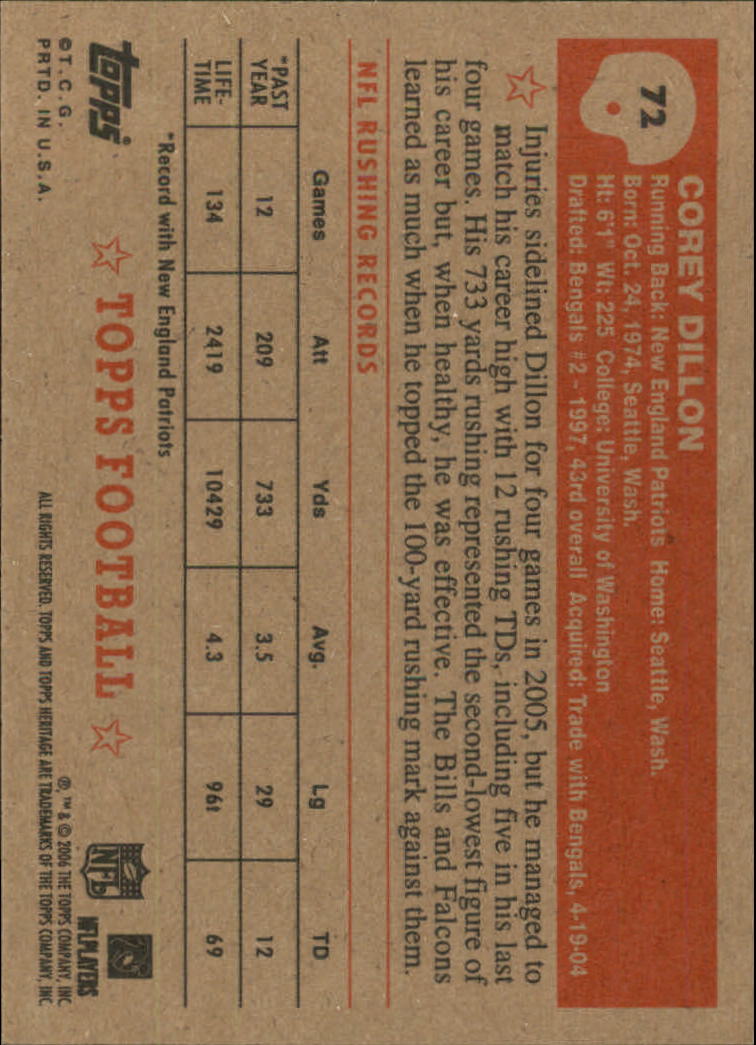 72
COREY DILLON
Running Back: New England Patriots Home: Seattle, Wash.
Born: Oct. 24, 1974, Seattle, Wash.
Ht: 6'1" Wt: 225 College: University of Washington
Drafted: Bengals #2 - 1997, 43rd overall Acquired: Trade with Bengals, 4-19-04
Injuries sidelined Dillon for four games in 2005, but he managed to
match his career high with 12 rushing TDs, including five in his last
four games. His 733 yards rushing represented the second-lowest figure of
his career but, when healthy, he was effective. The Bills and Falcons
learned as much when he topped the 100-yard rushing mark against them.
NFL RUSHING RECORDS
Games Att Yds Avg. Lg TD
*PAST
YEAR 12 209 733 3.5 29 12
LIFE-
TIME 134 2419 10429 4.3 96t 69
*Record with New England Patriots
topps®
TOPPS FOOTBALL
NFL
NFLPLAYERS
© T. C. G.
PRTD. IN U.S.A.
®, ™ & © 2006 THE TOPPS COMPANY, INC.
ALL RIGHTS RESERVED. TOPPS AND TOPPS HERITAGE ARE TRADEMARKS OF THE TOPPS COMPANY, INC.